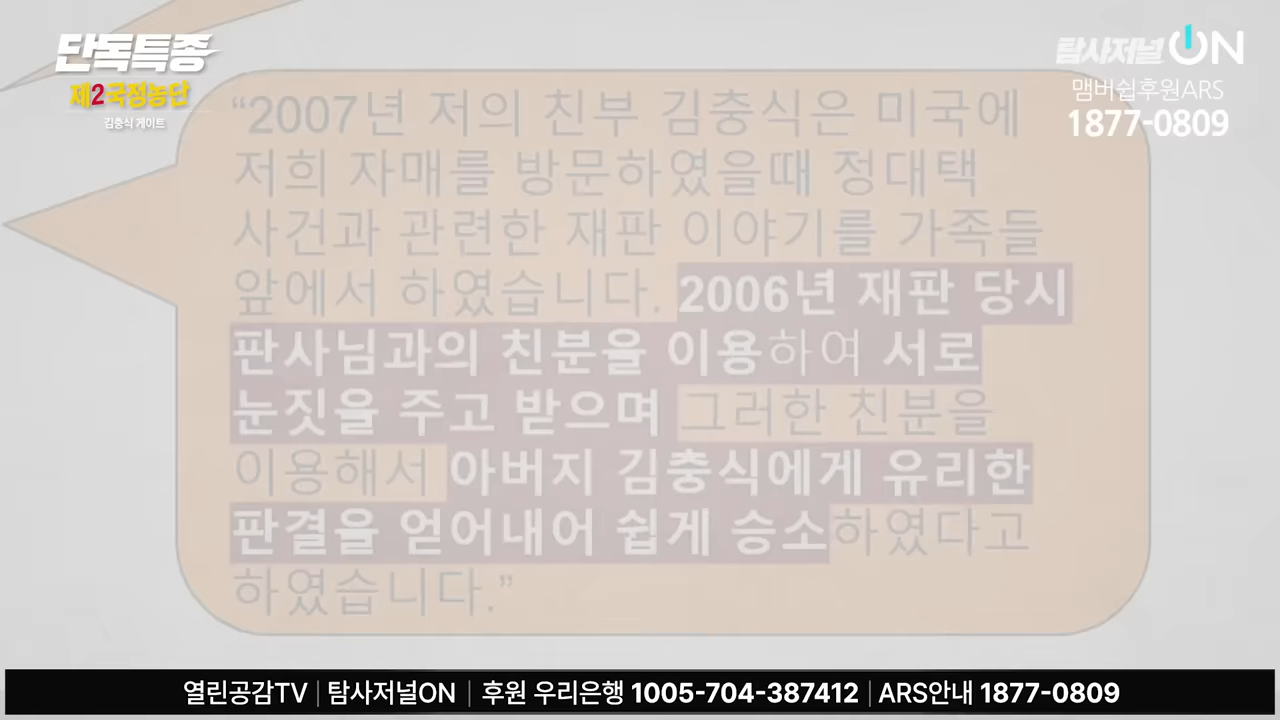 단독특종
제2국정농단
김충식 게이트
탐사저널ON
맴버쉽후원ARS
1877-0809
“2007년 저의 친부 김충식은 미국에
저희 자매를 방문하였을때 정대택
사건과 관련한 재판 이야기를 가족들
앞에서 하였습니다. 2006년 재판 당시
판사님과의 친분을 이용하여 서로
눈짓을 주고 받으며 그러한 친분을
이용해서 아버지 김충식에게 유리한
판결을 얻어내어 쉽게 승소하였다고
하였습니다.”
열린공감TV | 탐사저널ON | 후원 우리은행 1005-704-387412 | ARS안내 1877-0809